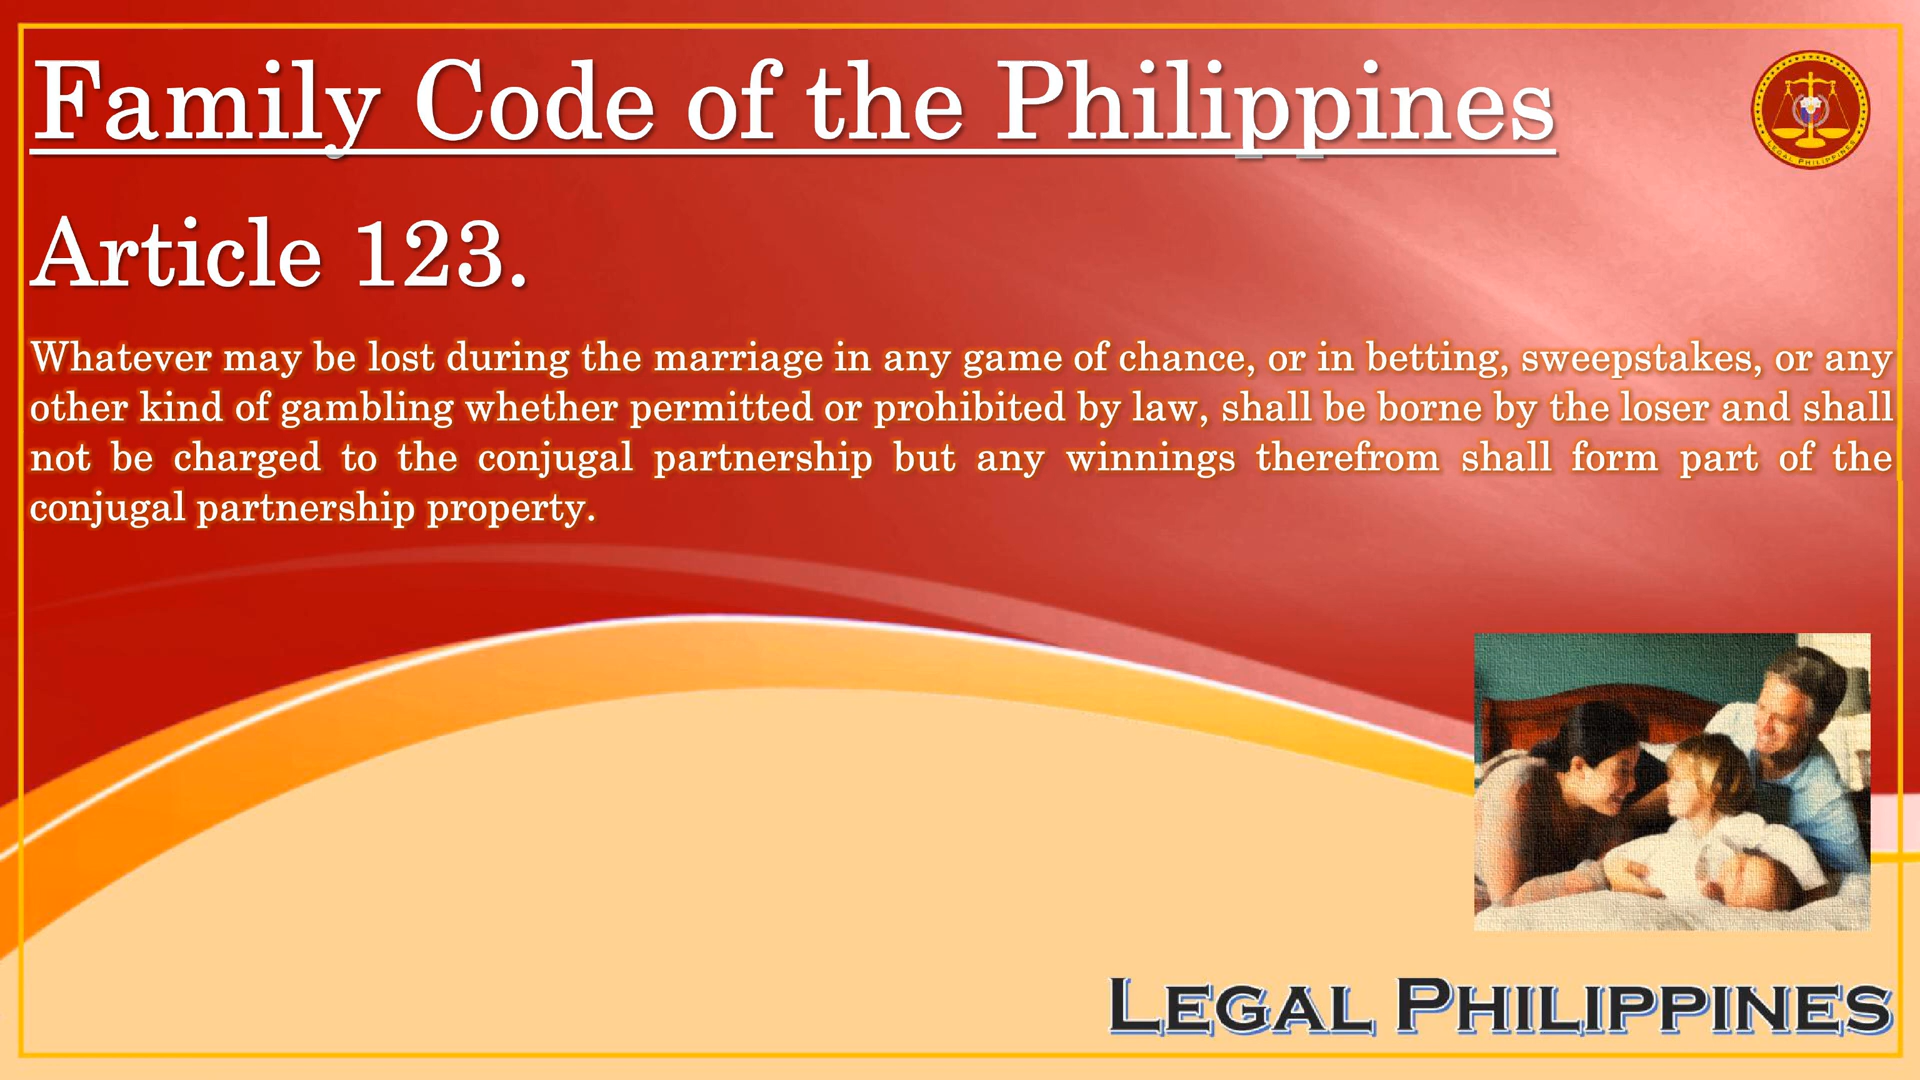 Family Code of the Philippines
LEGAL PHILIPPINES
Article 123.
Whatever may be lost during the marriage in any game of chance, or in betting, sweepstakes, or any
other kind of gambling whether permitted or prohibited by law, shall be borne by the loser and shall
not be charged to the conjugal partnership but any winnings therefrom shall form part of the
conjugal partnership property.
LEGAL PHILIPPINES